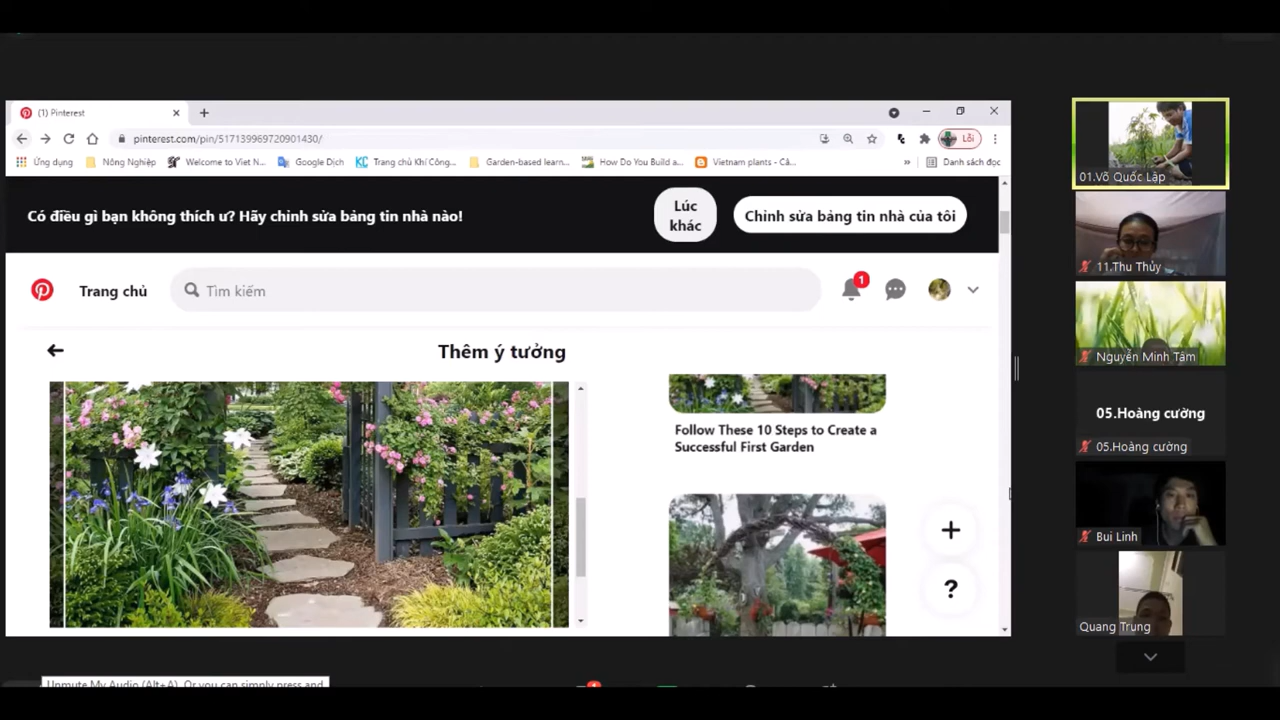 (1) Pinterest
pinterest.com/pin/517139969720901430/
Lỗi
Ứng dụng
Nông Nghiệp
Welcome to Viet N...
Google Dịch
Trang chủ Khí Công...
Garden-based learn...
How Do You Build a...
Vietnam plants - Câ...
Danh sách đọc
Có điều gì bạn không thích ư? Hãy chỉnh sửa bảng tin nhà nào!
Lúc
khác
Chỉnh sửa bảng tin nhà của tôi
Trang chủ
Tìm kiếm
1
Thêm ý tưởng
Follow These 10 Steps to Create a
Successful First Garden
?
01.Võ Quốc Lập
11.Thu Thủy
Nguyễn Minh Tâm
05.Hoàng cường
05.Hoàng cường
Bui Linh
Quang Trung
Unmute My Audio (Alt+A). Or you can simply press and